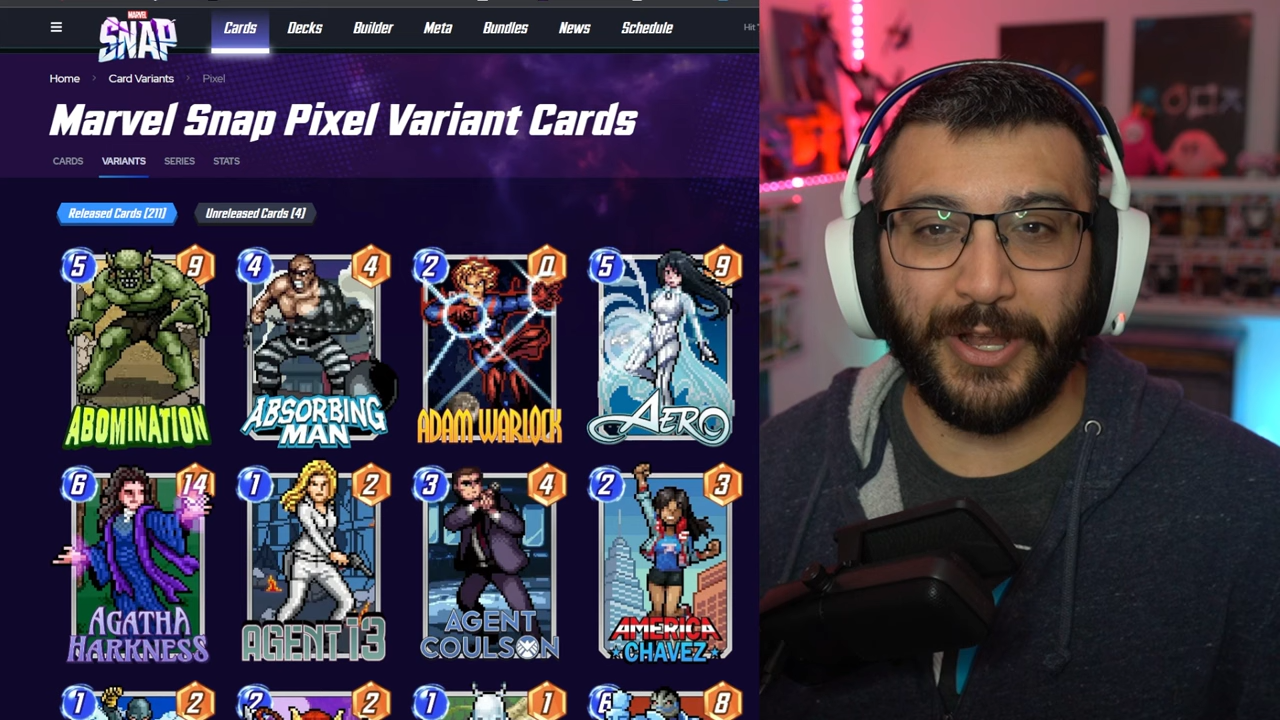 MARVEL
SNAP
Cards
Decks
Builder
Meta
Bundles
News
Schedule
Hit
Home > Card Variants > Pixel
Marvel Snap Pixel Variant Cards
CARDS
VARIANTS
SERIES
STATS
Released Cards [211]
Unreleased Cards [4]
5 9
ABOMINATION
4 4
ABSORBING
MAN
2 0
ADAM WARLOCK
5 9
AERO
6 14
AGATHA
HARKNESS
1 2
AGENT 13
3 4
AGENT
COULSON
2 3
AMERICA
CHAVEZ
1 2
2 2
1 1
6 8